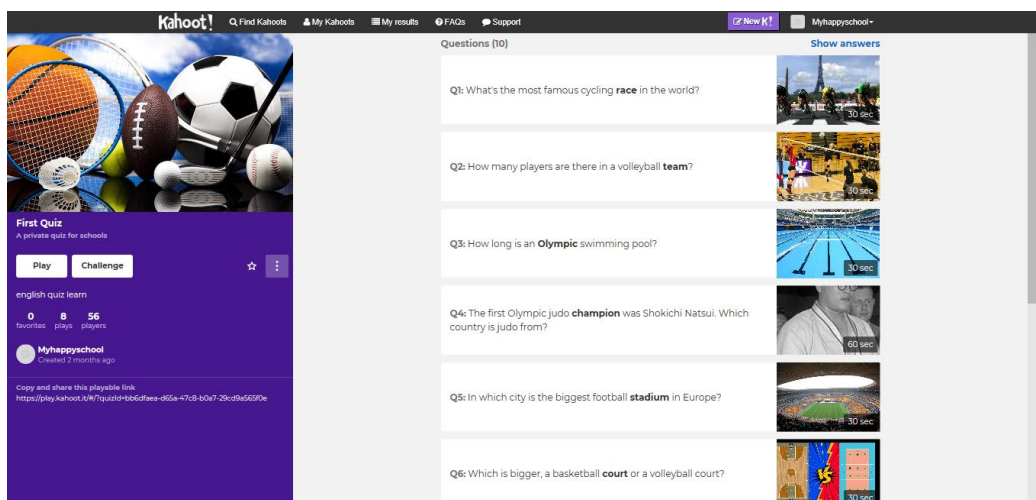 Kahoot! Find Kahoots My Kahoots My results FAQs Support New K! Myhappyschool
Questions (10) Show answers
Q1: What's the most famous cycling race in the world?
30 sec
Q2: How many players are there in a volleyball team?
30 sec
First Quiz
A private quiz for schools
Play Challenge
english quiz learn
0 8 56
favorites plays players
Myhappyschool
Created 2 months ago
Copy and share this playable link
https://play.kahoot.it/#/?quizId=bb6dfaea-d65a-47c8-b0a7-29cd9a565f0e
Q3: How long is an Olympic swimming pool?
30 sec
Q4: The first Olympic judo champion was Shokichi Natsui. Which
country is judo from?
60 sec
Q5: In which city is the biggest football stadium in Europe?
30 sec
Q6: Which is bigger, a basketball court or a volleyball court?
VS
30 sec